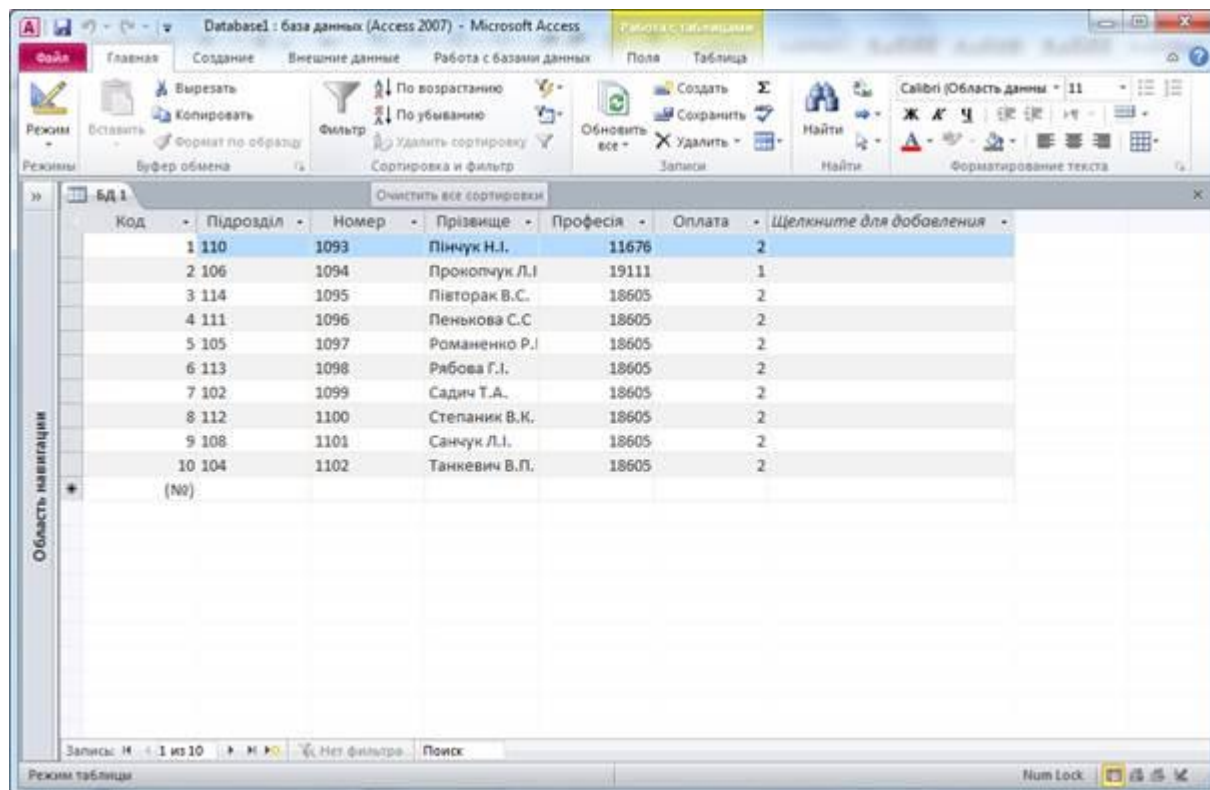 Database1 : база данных (Access 2007) - Microsoft Access Работа с таблицами
Файл Главная Создание Внешние данные Работа с базами данных Поля Таблица
Вырезать По возрастанию Создать Calibri (Область данны 11
Копировать По убыванию Сохранить Ж К Ч
Режим Вставить Формат по образцу Фильтр Удалить сортировку Обновить все Удалить Найти
Режимы Буфер обмена Сортировка и фильтр Записи Найти Форматирование текста
БД 1 Очистить все сортировки
Код Підрозділ Номер Прізвище Професія Оплата Щелкните для добавления
1 110 1093 Пінчук Н.І. 11676 2
2 106 1094 Прокопчук Л.І 19111 1
3 114 1095 Півторак В.С. 18605 2
4 111 1096 Пенькова С.С 18605 2
5 105 1097 Романенко Р.І 18605 2
6 113 1098 Рябова Г.І. 18605 2
7 102 1099 Садич Т.А. 18605 2
8 112 1100 Степаник В.К. 18605 2
9 108 1101 Санчук Л.І. 18605 2
10 104 1102 Танкевич В.П. 18605 2
(№)
Область навигации
Запись: 1 из 10 Нет фильтра Поиск
Режим таблицы Num Lock